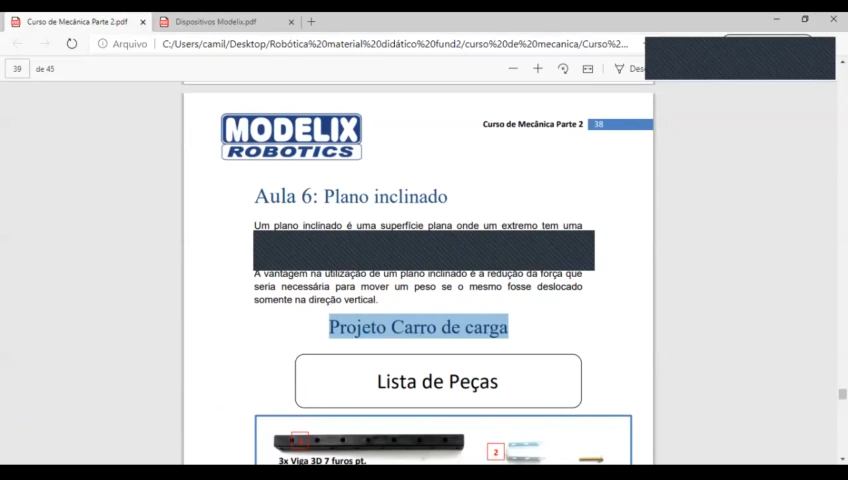 Curso de Mecânica Parte 2.pdf
Dispositivos Modelix.pdf
Arquivo
C:/Users/camil/Desktop/Robótica%20material%20didático%20fund2/curso%20de%20mecanica/Curso%...
39 de 45
MODELIX
ROBOTICS
Curso de Mecânica Parte 2 38
Aula 6: Plano inclinado
Um plano inclinado é uma superfície plana onde um extremo tem uma
A vantagem na utilização de um plano inclinado é a redução da força que
seria necessária para mover um peso se o mesmo fosse deslocado
somente na direção vertical.
Projeto Carro de carga
Lista de Peças
2
3x Viga 3D 7 furos pt.